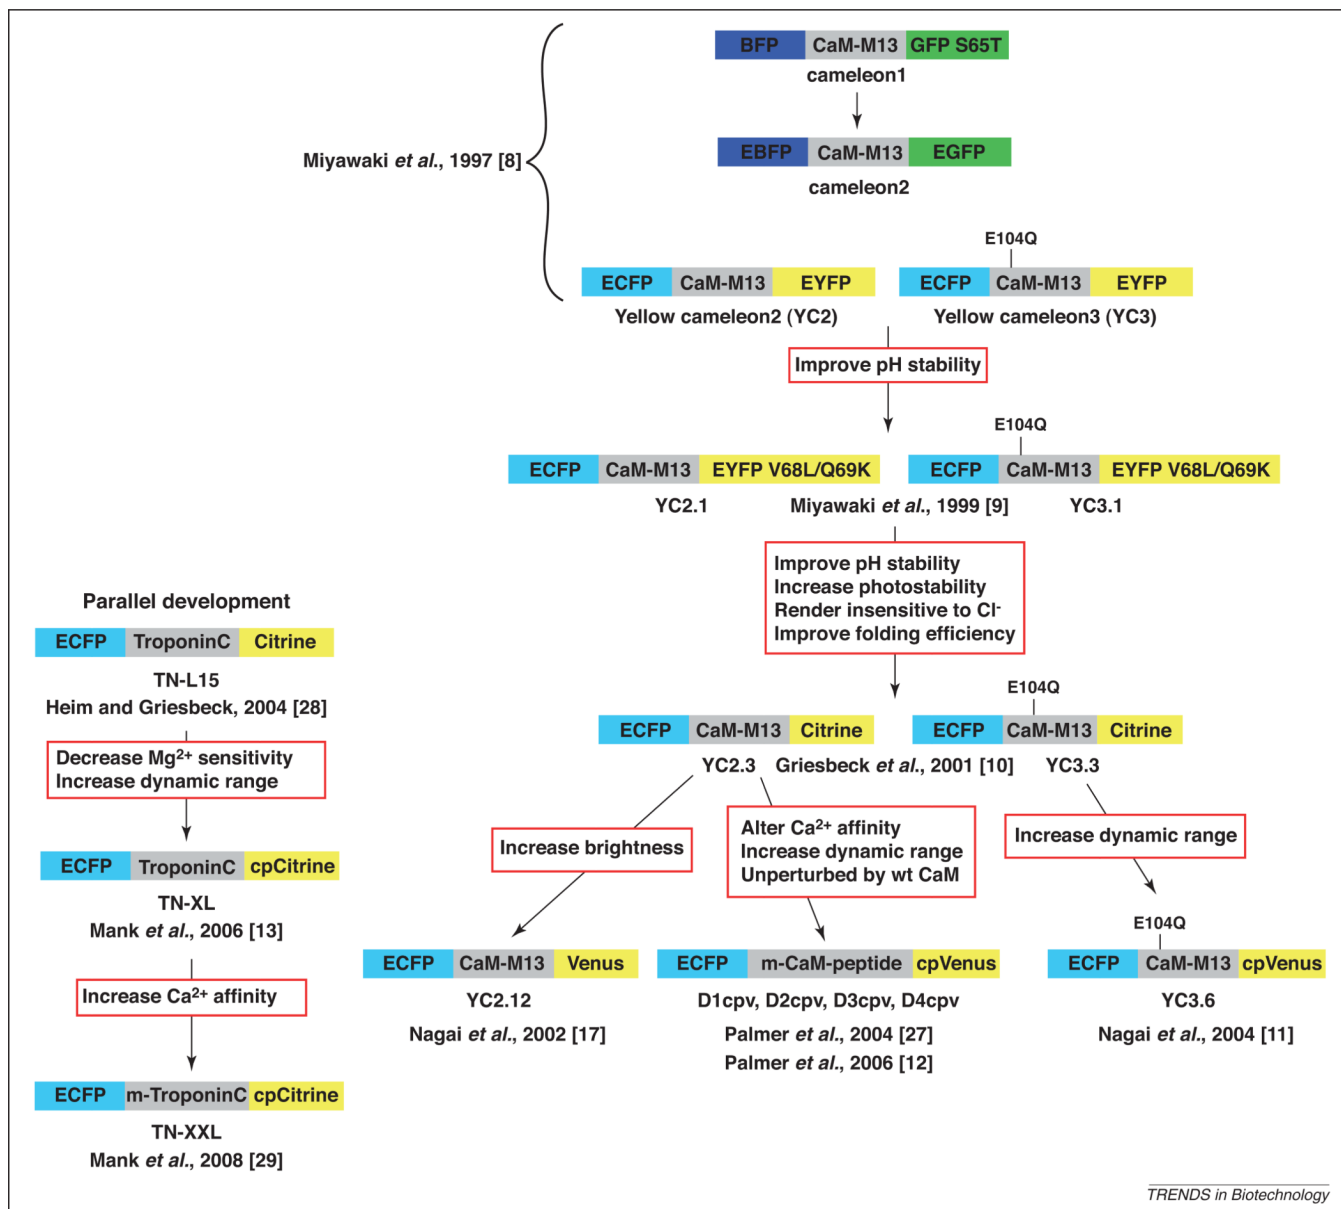 BFP CaM-M13 GFP S65T
cameleon1
EBFP CaM-M13 EGFP
cameleon2
Miyawaki et al., 1997 [8]
E104Q
ECFP CaM-M13 EYFP
ECFP CaM-M13 EYFP
Yellow cameleon2 (YC2)
Yellow cameleon3 (YC3)
Improve pH stability
E104Q
ECFP CaM-M13 EYFP V68L/Q69K
ECFP CaM-M13 EYFP V68L/Q69K
YC2.1
Miyawaki et al., 1999 [9]
YC3.1
Improve pH stability
Increase photostability
Render insensitive to Cl-
Improve folding efficiency
E104Q
ECFP CaM-M13 Citrine
ECFP CaM-M13 Citrine
YC2.3
Griesbeck et al., 2001 [10]
YC3.3
Increase brightness
Alter Ca2+ affinity
Increase dynamic range
Unperturbed by wt CaM
Increase dynamic range
ECFP CaM-M13 Venus
YC2.12
Nagai et al., 2002 [17]
ECFP m-CaM-peptide cpVenus
D1cpv, D2cpv, D3cpv, D4cpv
Palmer et al., 2004 [27]
Palmer et al., 2006 [12]
E104Q
ECFP CaM-M13 cpVenus
YC3.6
Nagai et al., 2004 [11]
Parallel development
ECFP TroponinC Citrine
TN-L15
Heim and Griesbeck, 2004 [28]
Decrease Mg2+ sensitivity
Increase dynamic range
ECFP TroponinC cpCitrine
TN-XL
Mank et al., 2006 [13]
Increase Ca2+ affinity
ECFP m-TroponinC cpCitrine
TN-XXL
Mank et al., 2008 [29]
TRENDS in Biotechnology